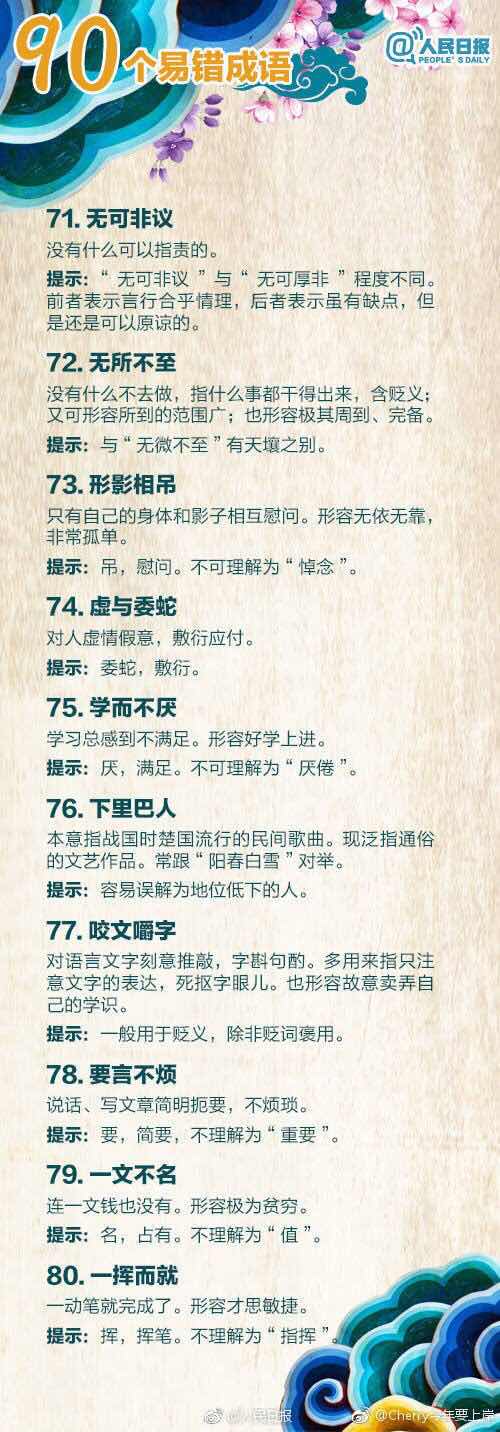 90个易错成语
@人民日报
PEOPLE'S DAILY
71. 无可非议
没有什么可以指责的。
提示：“无可非议”与“无可厚非”程度不同。
前者表示言行合乎情理，后者表示虽有缺点，但
是还是可以原谅的。
72. 无所不至
没有什么不去做，指什么事都干得出来，含贬义；
又可形容所到的范围广；也形容极其周到、完备。
提示：与“无微不至”有天壤之别。
73. 形影相吊
只有自己的身体和影子相互慰问。形容无依无靠，
非常孤单。
提示：吊，慰问。不可理解为“悼念”。
74. 虚与委蛇
对人虚情假意，敷衍应付。
提示：委蛇，敷衍。
75. 学而不厌
学习总感到不满足。形容好学上进。
提示：厌，满足。不可理解为“厌倦”。
76. 下里巴人
本意指战国时楚国流行的民间歌曲。现泛指通俗
的文艺作品。常跟“阳春白雪”对举。
提示：容易误解为地位低下的人。
77. 咬文嚼字
对语言文字刻意推敲，字斟句酌。多用来指只注
意文字的表达，死抠字眼儿。也形容故意卖弄自
己的学识。
提示：一般用于贬义，除非贬词褒用。
78. 要言不烦
说话、写文章简明扼要，不烦琐。
提示：要，简要，不理解为“重要”。
79. 一文不名
连一文钱也没有。形容极为贫穷。
提示：名，占有。不理解为“值”。
80. 一挥而就
一动笔就完成了。形容才思敏捷。
提示：挥，挥笔。不理解为“指挥”。
@人民日报
@Cherry今年要上岸